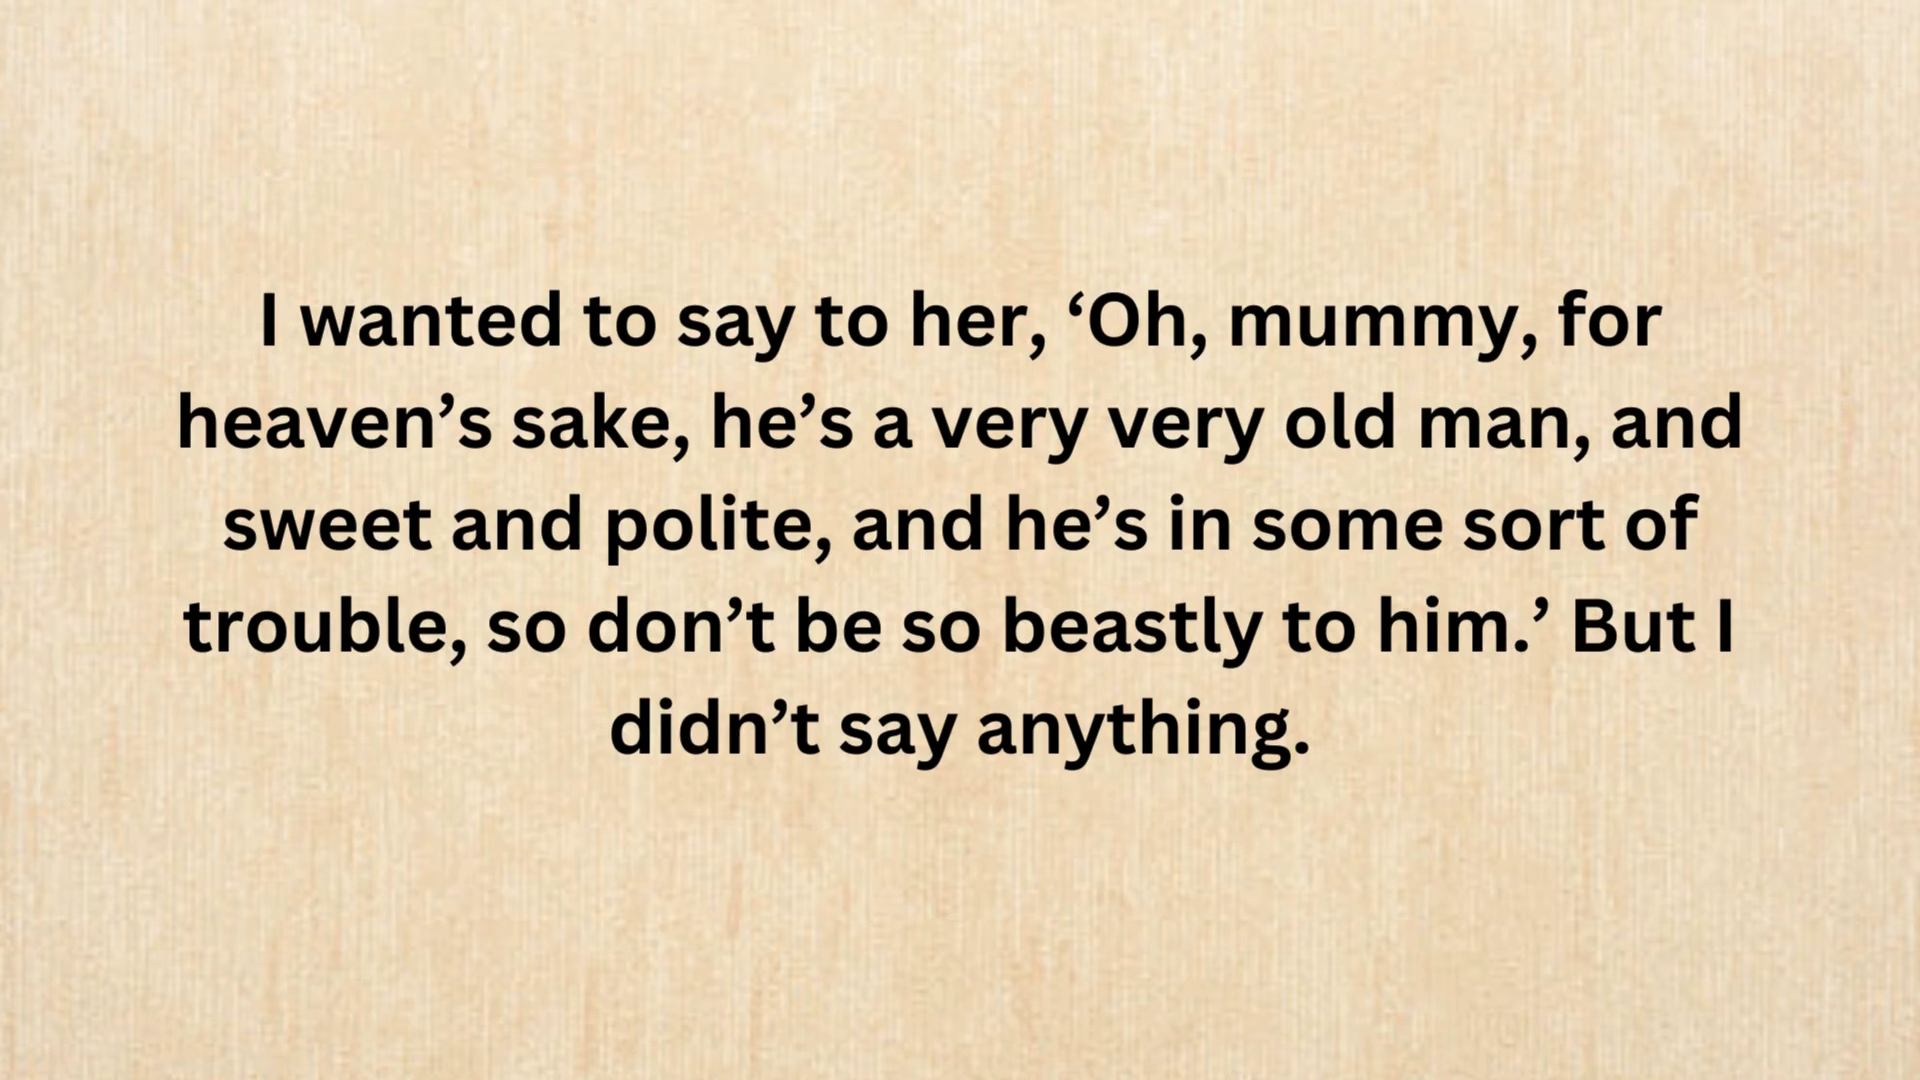 I wanted to say to her, ‘Oh, mummy, for
heaven’s sake, he’s a very very old man, and
sweet and polite, and he’s in some sort of
trouble, so don’t be so beastly to him.’ But I
didn’t say anything.